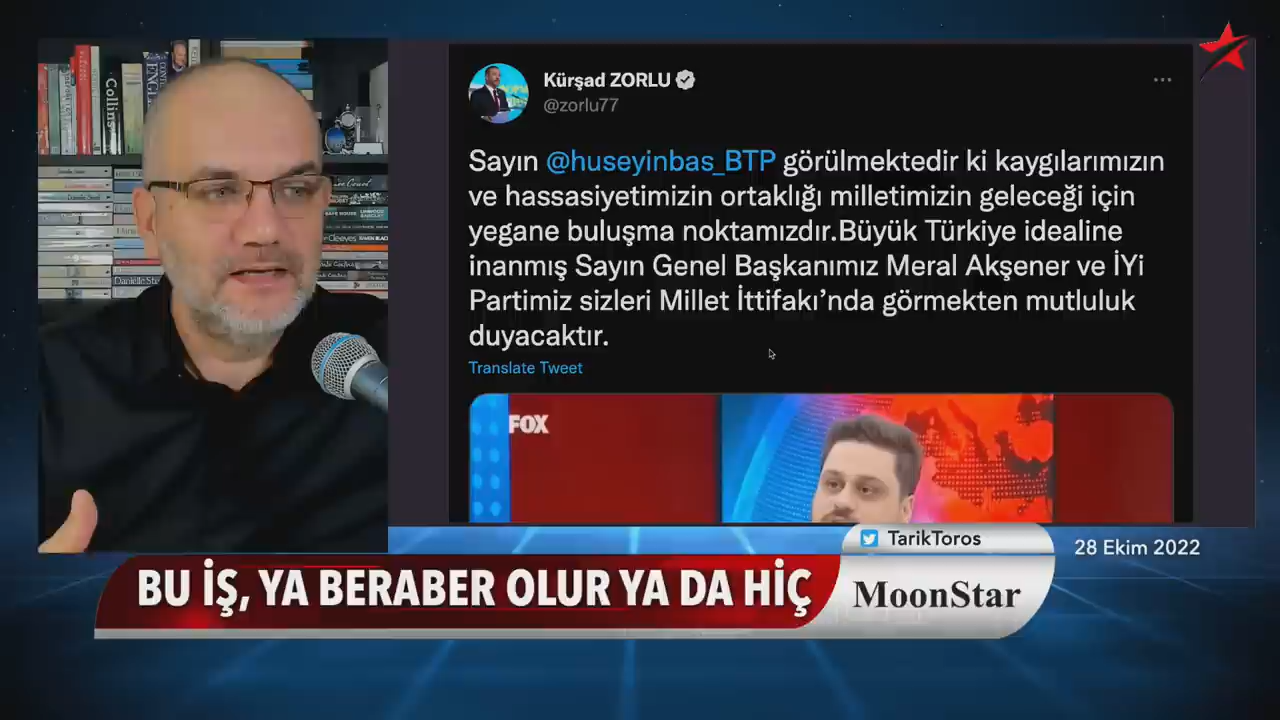 Kürşad ZORLU
@zorlu77
Sayın @huseyinbas_BTP görülmektedir ki kaygılarımızın
ve hassasiyetimizin ortaklığı milletimizin geleceği için
yegane buluşma noktamızdır.Büyük Türkiye idealine
inanmış Sayın Genel Başkanımız Meral Akşener ve İYi
Partimiz sizleri Millet İttifakı’nda görmekten mutluluk
duyacaktır.
Translate Tweet
FOX
Collins
TarikToros
28 Ekim 2022
BU İŞ, YA BERABER OLUR YA DA HİÇ
MoonStar